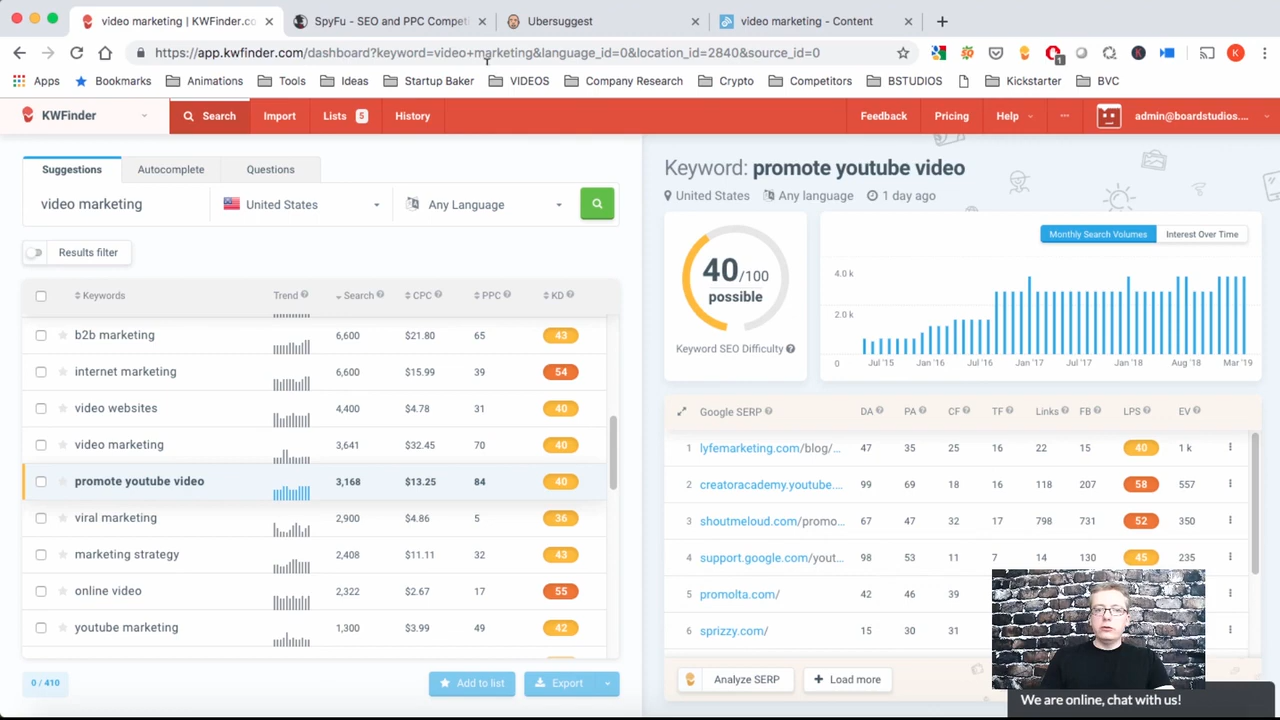 video marketing | KWFinder.co
SpyFu - SEO and PPC Competi
Ubersuggest
video marketing - Content
https://app.kwfinder.com/dashboard?keyword=video+marketing&language_id=0&location_id=2840&source_id=0
1
K
Apps Bookmarks Animations Tools Ideas Startup Baker VIDEOS Company Research Crypto Competitors BSTUDIOS Kickstarter BVC
KWFinder Search Import Lists 5 History Feedback Pricing Help admin@boardstudios....
Suggestions Autocomplete Questions
video marketing United States Any Language
Results filter
Keywords Trend Search CPC PPC KD
b2b marketing 6,600 $21.80 65 43
internet marketing 6,600 $15.99 39 54
video websites 4,400 $4.78 31 40
video marketing 3,641 $32.45 70 40
promote youtube video 3,168 $13.25 84 40
viral marketing 2,900 $4.86 5 36
marketing strategy 2,408 $11.11 32 43
online video 2,322 $2.67 17 55
youtube marketing 1,300 $3.99 49 42
0 / 410 Add to list Export
Keyword: promote youtube video
United States Any language 1 day ago
40/100
possible
Keyword SEO Difficulty
Monthly Search Volumes Interest Over Time
4.0 k
2.0 k
0
Jul '15 Jan '16 Jul '16 Jan '17 Jul '17 Jan '18 Aug '18 Mar '19
Google SERP DA PA CF TF Links FB LPS EV
1 lyfemarketing.com/blog/... 47 35 25 16 22 15 40 1 k
2 creatoracademy.youtube.... 99 69 18 16 118 207 58 557
3 shoutmeloud.com/promo... 67 47 32 17 798 731 52 350
4 support.google.com/yout... 98 53 11 7 14 130 45 235
5 promolta.com/ 42 46 39
6 sprizzy.com/ 15 30 31
Analyze SERP Load more
We are online, chat with us!